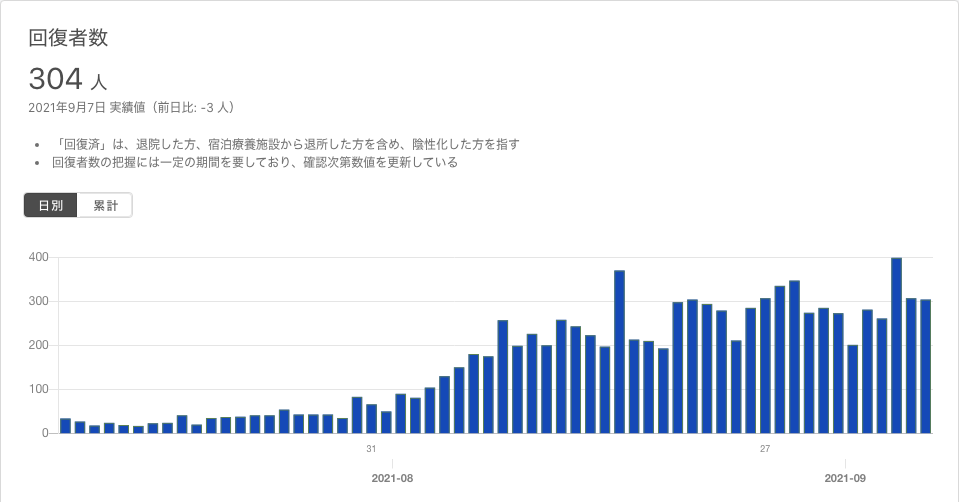 回復者数
304 人
2021年9月7日 実績値（前日比: -3 人）
• 「回復済」は、退院した方、宿泊療養施設から退所した方を含め、陰性化した方を指す
• 回復者数の把握には一定の期間を要しており、確認次第数値を更新している
日別 累計
400
300
200
100
0
31 27
2021-08 2021-09